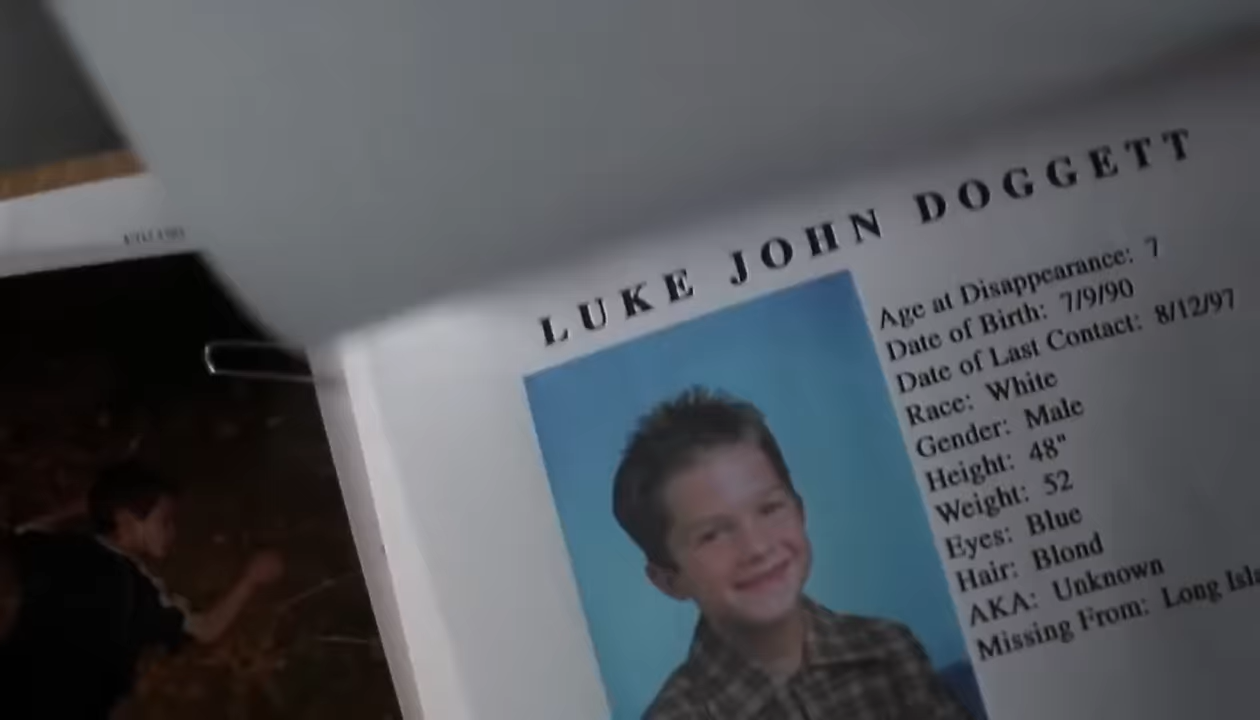 LUKE JOHN DOGGETT
Age at Disappearance: 7
Date of Birth: 7/9/90
Date of Last Contact: 8/12/97
Race: White
Gender: Male
Height: 48"
Weight: 52
Eyes: Blue
Hair: Blond
AKA: Unknown
Missing From: Long Isla